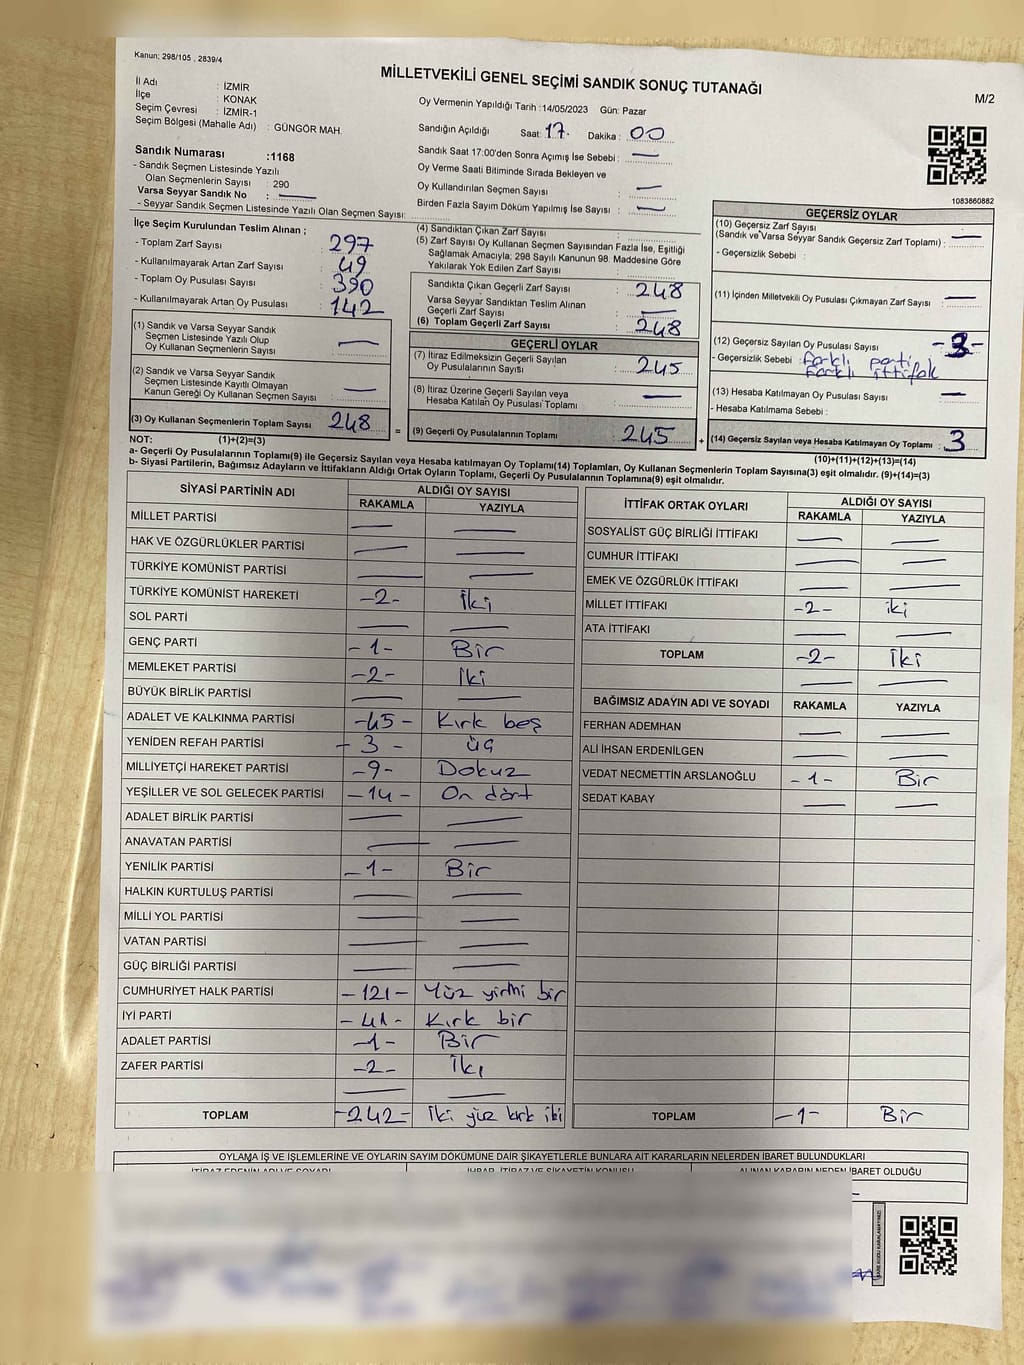 Kanun: 298/105 , 2839/4
MİLLETVEKİLİ GENEL SEÇİMİ SANDIK SONUÇ TUTANAĞI
M/2
İl Adı : İZMİR
İlçe : KONAK
Seçim Çevresi : İZMİR-1
Seçim Bölgesi (Mahalle Adı) : GÜNGÖR MAH.
Sandık Numarası :1168
- Sandık Seçmen Listesinde Yazılı
Olan Seçmenlerin Sayısı : 290
Varsa Seyyar Sandık No : —
- Seyyar Sandık Seçmen Listesinde Yazılı Olan Seçmen Sayısı:
Oy Vermenin Yapıldığı Tarih :14/05/2023 Gün: Pazar
Sandığın Açıldığı Saat: 17. Dakika : 00
Sandık Saat 17:00'den Sonra Açımış İse Sebebi : —
Oy Verme Saati Bitiminde Sırada Bekleyen ve
Oy Kullandırılan Seçmen Sayısı : —
Birden Fazla Sayım Döküm Yapılmış İse Sayısı : —
1083860882
İlçe Seçim Kurulundan Teslim Alınan ;
- Toplam Zarf Sayısı : 297
- Kullanılmayarak Artan Zarf Sayısı : 49
- Toplam Oy Pusulası Sayısı : 390
- Kullanılmayarak Artan Oy Pusulası : 142
(1) Sandık ve Varsa Seyyar Sandık
Seçmen Listesinde Yazılı Olup
Oy Kullanan Seçmenlerin Sayısı : —
(2) Sandık ve Varsa Seyyar Sandık
Seçmen Listesinde Kayıtlı Olmayan
Kanun Gereği Oy Kullanan Seçmen Sayısı : —
(3) Oy Kullanan Seçmenlerin Toplam Sayısı : 248
(4) Sandıktan Çıkan Zarf Sayısı :
(5) Zarf Sayısı Oy Kullanan Seçmen Sayısından Fazla İse, Eşitliği
Sağlamak Amacıyla; 298 Sayılı Kanunun 98. Maddesine Göre
Yakılarak Yok Edilen Zarf Sayısı :
Sandıkta Çıkan Geçerli Zarf Sayısı : 248
Varsa Seyyar Sandıktan Teslim Alınan
Geçerli Zarf Sayısı : —
(6) Toplam Geçerli Zarf Sayısı : 248
GEÇERLİ OYLAR
(7) İtiraz Edilmeksizin Geçerli Sayılan
Oy Pusulalarının Sayısı : 245
(8) İtiraz Üzerine Geçerli Sayılan veya
Hesaba Katılan Oy Pusulası Toplamı : —
= (9) Geçerli Oy Pusulalarının Toplamı : 245 +
GEÇERSİZ OYLAR
(10) Geçersiz Zarf Sayısı
(Sandık ve Varsa Seyyar Sandık Geçersiz Zarf Toplamı) : —
- Geçersizlik Sebebi :
(11) İçinden Milletvekili Oy Pusulası Çıkmayan Zarf Sayısı : —
(12) Geçersiz Sayılan Oy Pusulası Sayısı : -3-
- Geçersizlik Sebebi : farklı parti
Farklı ittifak
(13) Hesaba Katılmayan Oy Pusulası Sayısı : —
- Hesaba Katılmama Sebebi :
(14) Geçersiz Sayılan veya Hesaba Katılmayan Oy Toplamı : 3
NOT: (1)+(2)=(3) (10)+(11)+(12)+(13)=(14)
a- Geçerli Oy Pusulalarının Toplamı(9) ile Geçersiz Sayılan veya Hesaba katılmayan Oy Toplamı(14) Toplamları, Oy Kullanan Seçmenlerin Toplam Sayısına(3) eşit olmalıdır. (9)+(14)=(3)
b- Siyasi Partilerin, Bağımsız Adayların ve İttifakların Aldığı Ortak Oyların Toplamı, Geçerli Oy Pusulalarının Toplamına(9) eşit olmalıdır.
SİYASİ PARTİNİN ADI ALDIĞI OY SAYISI
RAKAMLA YAZIYLA
MİLLET PARTİSİ — —
HAK VE ÖZGÜRLÜKLER PARTİSİ — —
TÜRKİYE KOMÜNİST PARTİSİ — —
TÜRKİYE KOMÜNİST HAREKETİ -2- İki
SOL PARTİ — —
GENÇ PARTİ -1- Bir
MEMLEKET PARTİSİ -2- İki
BÜYÜK BİRLİK PARTİSİ — —
ADALET VE KALKINMA PARTİSİ -45- Kırk beş
YENİDEN REFAH PARTİSİ -3- üç
MİLLİYETÇİ HAREKET PARTİSİ -9- Dokuz
YEŞİLLER VE SOL GELECEK PARTİSİ -14- On dört
ADALET BİRLİK PARTİSİ — —
ANAVATAN PARTİSİ — —
YENİLİK PARTİSİ -1- Bir
HALKIN KURTULUŞ PARTİSİ — —
MİLLİ YOL PARTİSİ — —
VATAN PARTİSİ — —
GÜÇ BİRLİĞİ PARTİSİ — —
CUMHURİYET HALK PARTİSİ -121- Yüz yirmi bir
İYİ PARTİ -41- Kırk bir
ADALET PARTİSİ -1- Bir
ZAFER PARTİSİ -2- İki
— —
TOPLAM -242- İki yüz kırk iki
İTTİFAK ORTAK OYLARI ALDIĞI OY SAYISI
RAKAMLA YAZIYLA
SOSYALİST GÜÇ BİRLİĞİ İTTİFAKI — —
CUMHUR İTTİFAKI — —
EMEK VE ÖZGÜRLÜK İTTİFAKI — —
MİLLET İTTİFAKI -2- iki
ATA İTTİFAKI — —
TOPLAM -2- İki
— —
BAĞIMSIZ ADAYIN ADI VE SOYADI RAKAMLA YAZIYLA
FERHAN ADEMHAN — —
ALİ İHSAN ERDENİLGEN — —
VEDAT NECMETTİN ARSLANOĞLU -1- Bir
SEDAT KABAY — —
TOPLAM -1- Bir
OYLAMA İŞ VE İŞLEMLERİNE VE OYLARIN SAYIM DÖKÜMÜNE DAİR ŞİKAYETLERLE BUNLARA AİT KARARLARIN NELERDEN İBARET BULUNDUKLARI
İTİRAZ EDENİN ADI VE SOYADI İHBAR, İTİRAZ VE ŞİKAYETİN KONUSU ALINAN KARARIN NEDEN İBARET OLDUĞU